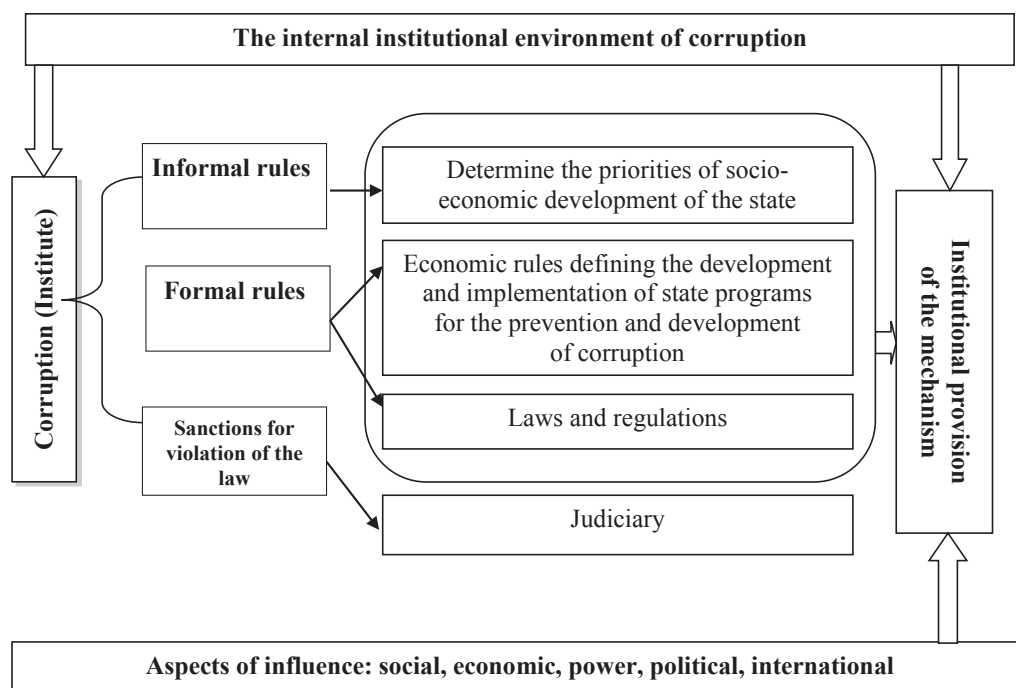 The internal institutional environment of corruption
Corruption (Institute)
Informal rules
Formal rules
Sanctions for
violation of the
law
Determine the priorities of socio-
economic development of the state
Economic rules defining the development
and implementation of state programs
for the prevention and development
of corruption
Laws and regulations
Judiciary
Institutional provision
of the mechanism
Aspects of influence: social, economic, power, political, international